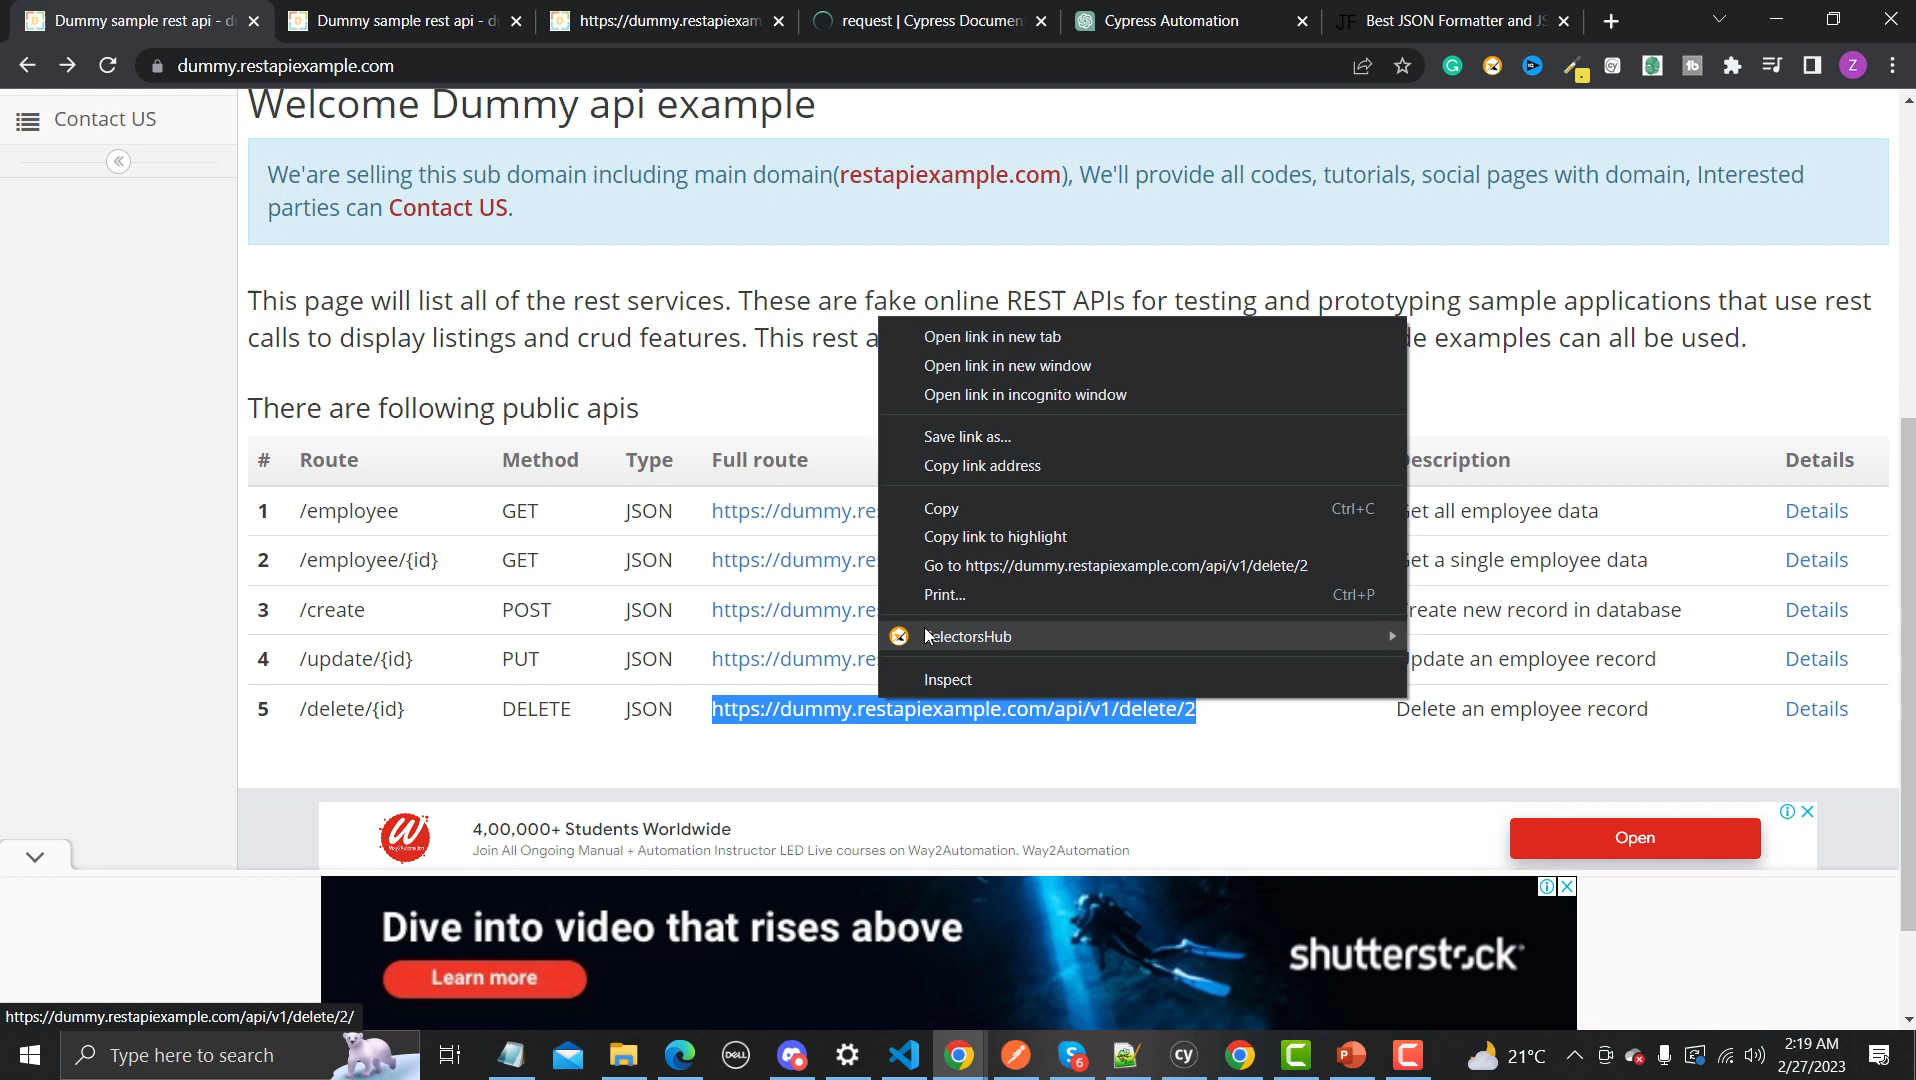 Dummy sample rest api - d
Dummy sample rest api - d
https://dummy.restapiexam
request | Cypress Documen
Cypress Automation
Best JSON Formatter and JS
dummy.restapiexample.com
Contact US
Welcome Dummy api example
We'are selling this sub domain including main domain(restapiexample.com), We'll provide all codes, tutorials, social pages with domain, Interested
parties can Contact US.
This page will list all of the rest services. These are fake online REST APIs for testing and prototyping sample applications that use rest
calls to display listings and crud features. This rest a
de examples can all be used.
There are following public apis
# Route Method Type Full route Description Details
1 /employee GET JSON https://dummy.res Get all employee data Details
2 /employee/{id} GET JSON https://dummy.res Get a single employee data Details
3 /create POST JSON https://dummy.res Create new record in database Details
4 /update/{id} PUT JSON https://dummy.res Update an employee record Details
5 /delete/{id} DELETE JSON https://dummy.restapiexample.com/api/v1/delete/2 Delete an employee record Details
Open link in new tab
Open link in new window
Open link in incognito window
Save link as...
Copy link address
Copy Ctrl+C
Copy link to highlight
Go to https://dummy.restapiexample.com/api/v1/delete/2
Print... Ctrl+P
SelectorsHub
Inspect
4,00,000+ Students Worldwide
Join All Ongoing Manual + Automation Instructor LED Live courses on Way2Automation. Way2Automation
Open
Dive into video that rises above
Learn more
shutterstock
https://dummy.restapiexample.com/api/v1/delete/2/
Type here to search
DELL
cy
6
21°C
2:19 AM
2/27/2023